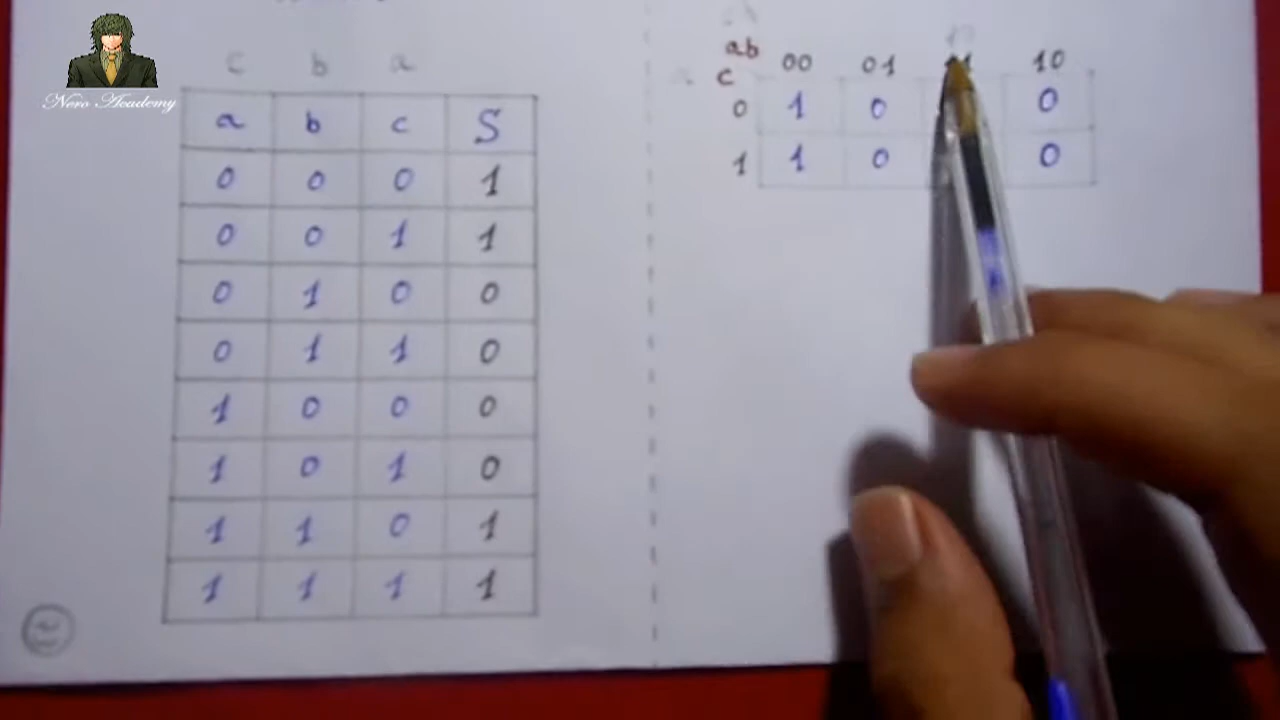 Nero Academy
c b a
a b c S
0 0 0 1
0 0 1 1
0 1 0 0
0 1 1 0
1 0 0 0
1 0 1 0
1 1 0 1
1 1 1 1
ab 00 01 10
c
0 1 0 0
1 1 0 0